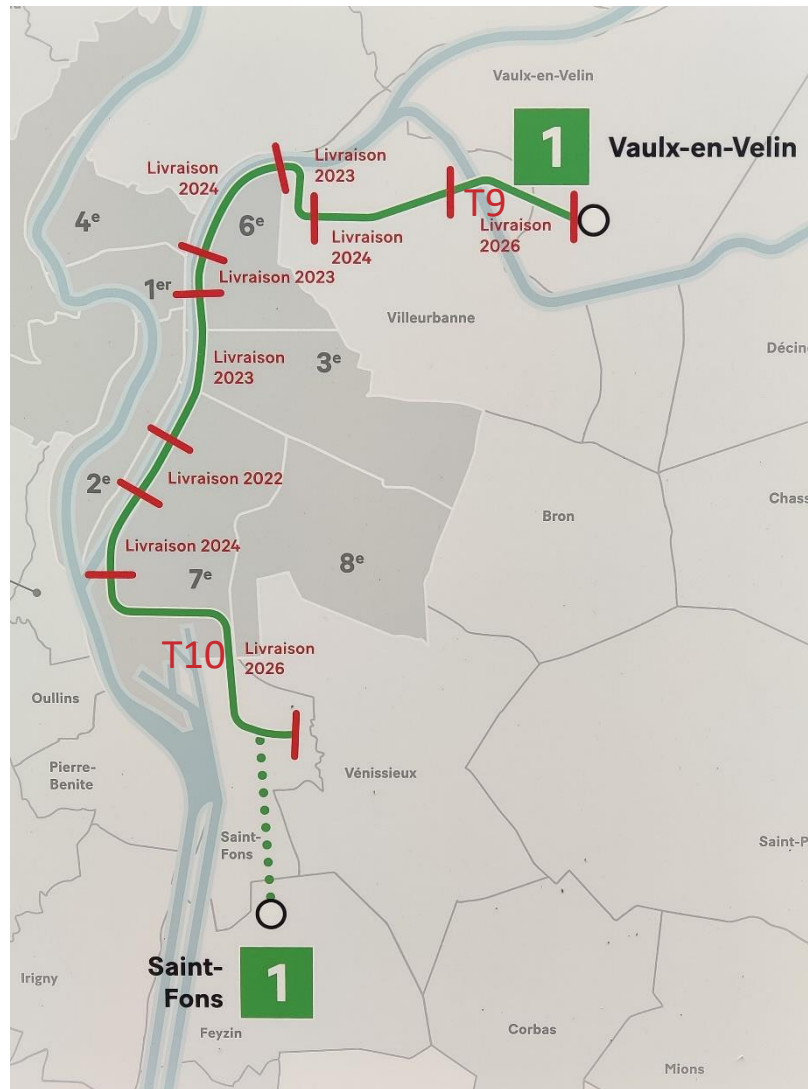 Vaulx-en-Velin
1
Vaulx-en-Velin
Livraison
2023
Livraison
2024
T9
Livraison
2026
Livraison
2024
4e
6e
1er
Livraison 2023
Villeurbanne
Décin
Livraison
2023
3e
2e
Livraison 2022
Chass
Bron
Livraison 2024
7e
8e
T10
Livraison
2026
Oullins
Pierre-
Benite
Vénissieux
Saint-
Fons
Saint-P
Saint-
Fons
1
Irigny
Feyzin
Corbas
Mions